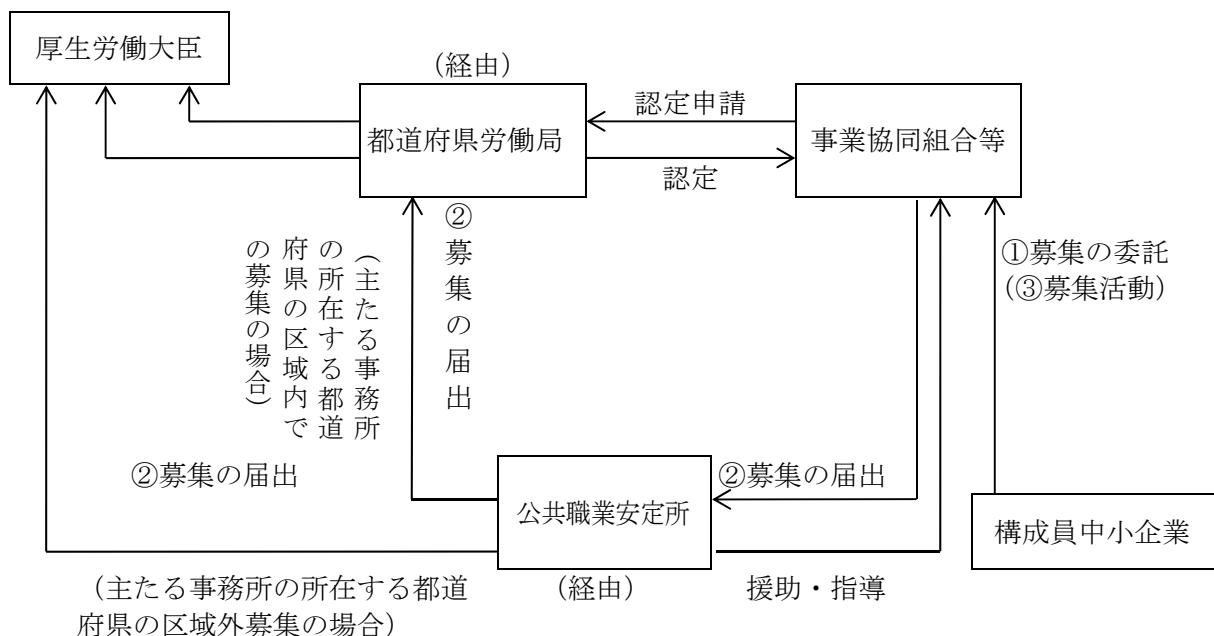 厚生労働大臣
（経由）
都道府県労働局
認定申請
認定
事業協同組合等
②募集の届出
（主たる事務所
の所在する都道
府県の区域内で
の募集の場合）
①募集の委託
（③募集活動）
②募集の届出
公共職業安定所
②募集の届出
構成員中小企業
（主たる事務所の所在する都道
府県の区域外募集の場合）
（経由）
援助・指導